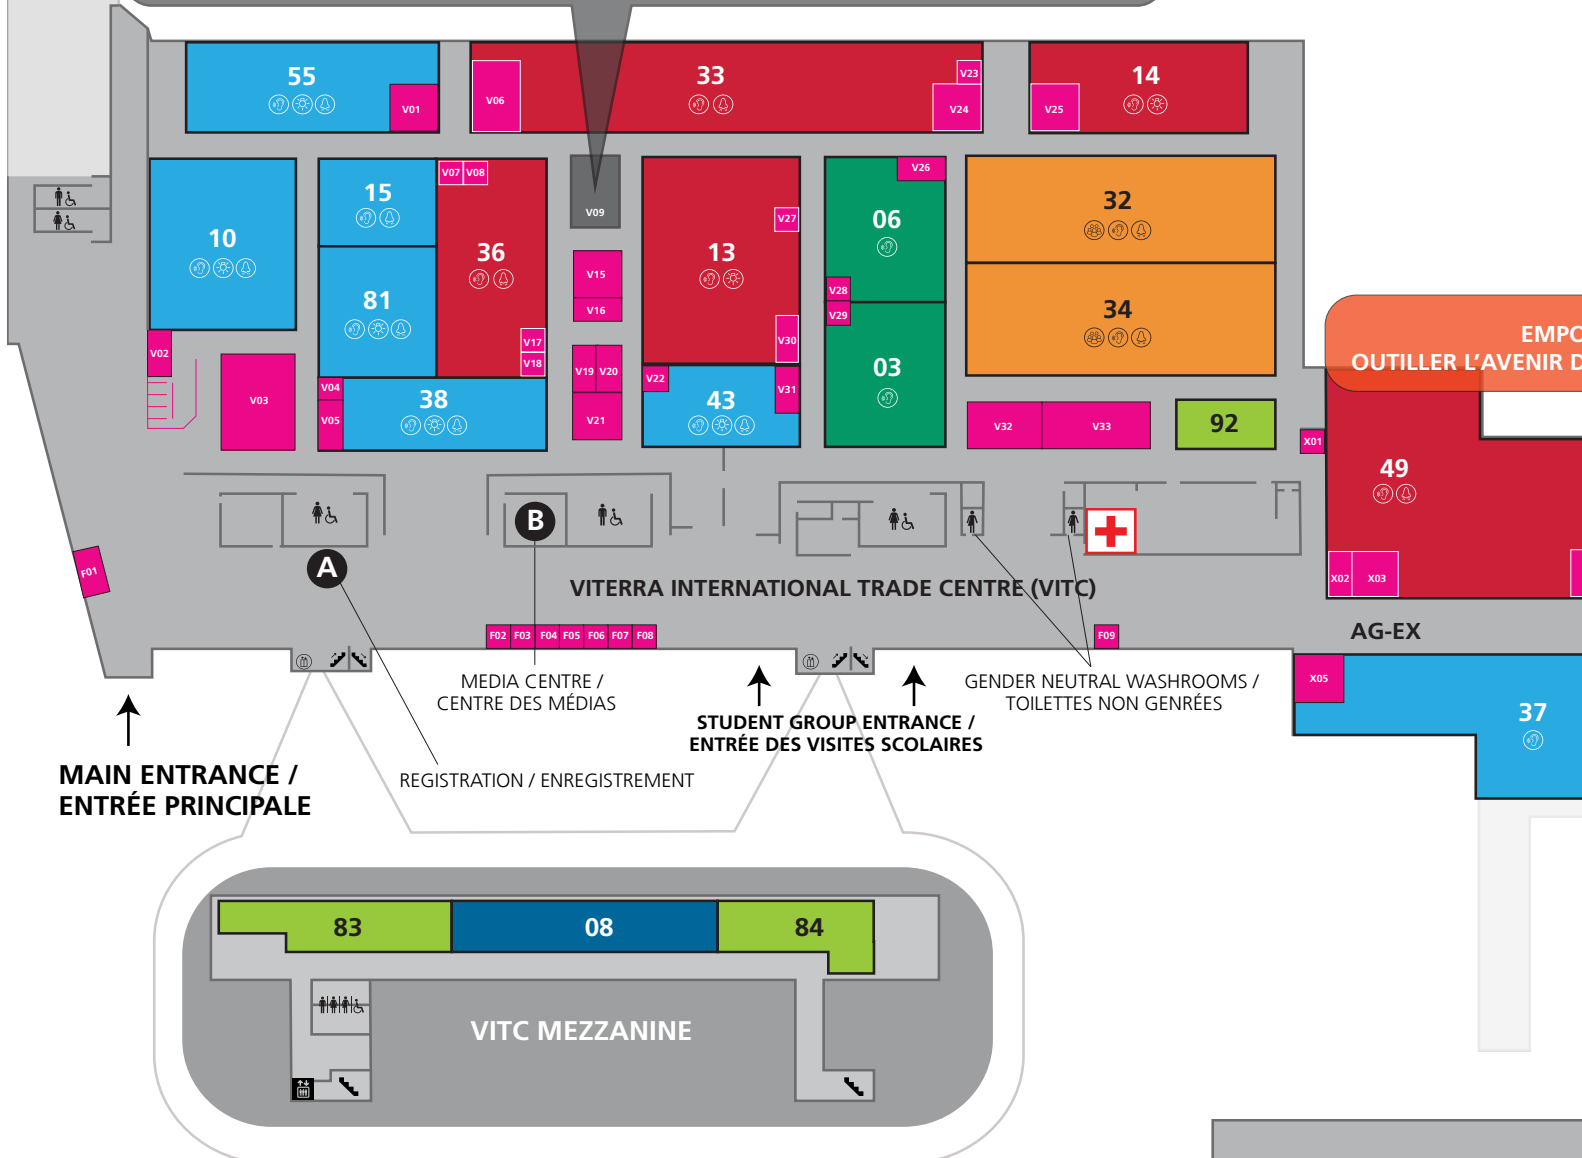 55
V01
V06
33
V23
V24
V25
14
10
15
V07
V08
36
V09
13
V27
V26
06
32
81
V15
V16
V28
V29
34
V02
V03
V04
V05
38
V17
V18
V19
V20
V21
V22
43
V30
V31
03
V32
V33
92
X01
EMPO
OUTILLER L’AVENIR D
49
X02
X03
F01
A
B
VITERRA INTERNATIONAL TRADE CENTRE (VITC)
F02
F03
F04
F05
F06
F07
F08
F09
AG-EX
X05
37
MEDIA CENTRE /
CENTRE DES MÉDIAS
STUDENT GROUP ENTRANCE /
ENTRÉE DES VISITES SCOLAIRES
GENDER NEUTRAL WASHROOMS /
TOILETTES NON GENRÉES
MAIN ENTRANCE /
ENTRÉE PRINCIPALE
REGISTRATION / ENREGISTREMENT
83
08
84
VITC MEZZANINE